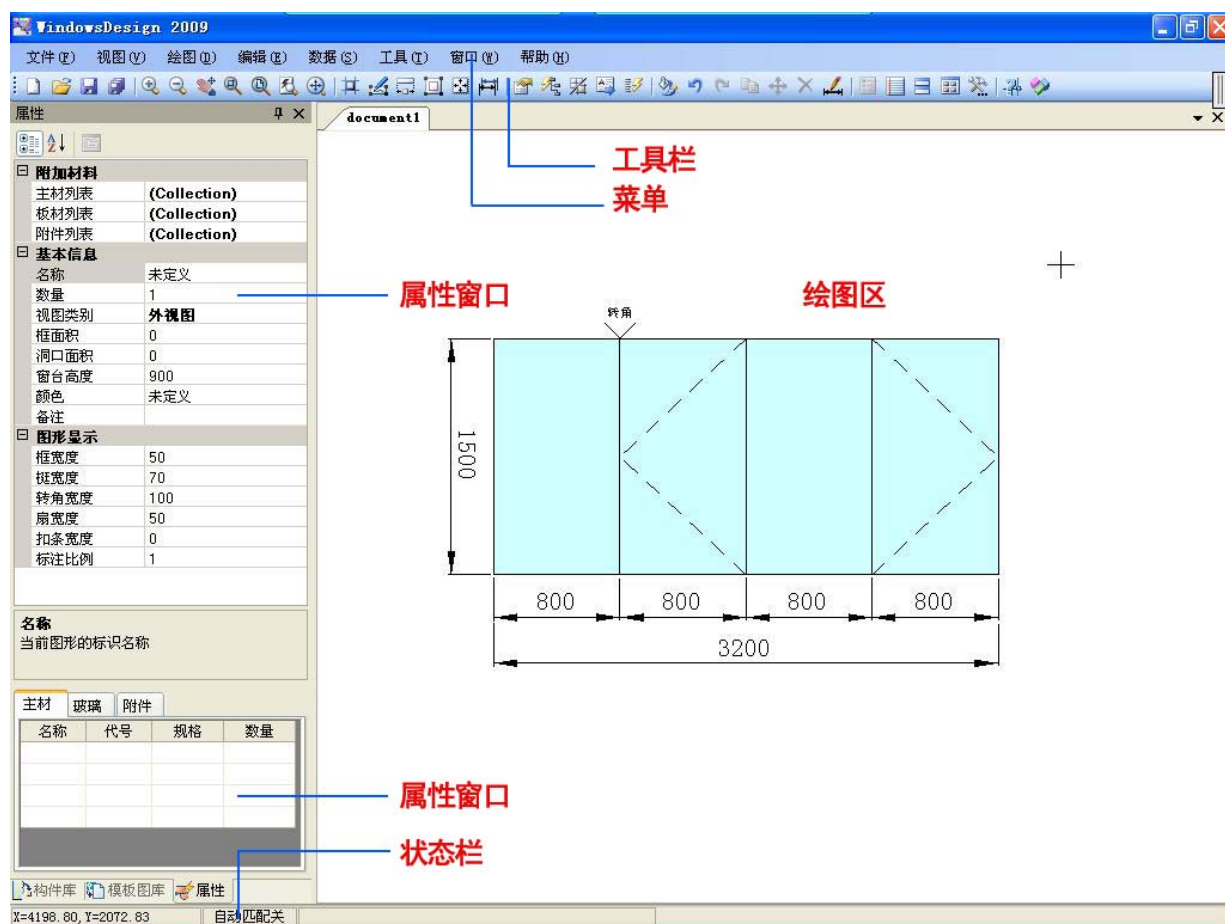 WindowsDesign 2009
文件(F) 视图(V) 绘图(D) 编辑(E) 数据(S) 工具(T) 窗口(W) 帮助(H)
属性
document1
工具栏
菜单
附加材料
主材列表 (Collection)
板材列表 (Collection)
附件列表 (Collection)
基本信息
名称 未定义
数量 1
视图类别 外视图
框面积 0
洞口面积 0
窗台高度 900
颜色 未定义
备注
图形显示
框宽度 50
梃宽度 70
转角宽度 100
扇宽度 50
扣条宽度 0
标注比例 1
属性窗口
绘图区
转角
1500
800 800 800 800
3200
名称
当前图形的标识名称
主材 玻璃 附件
名称 代号 规格 数量
属性窗口
状态栏
构件库 模板图库 属性
X=4198.80, Y=2072.83 自动匹配关